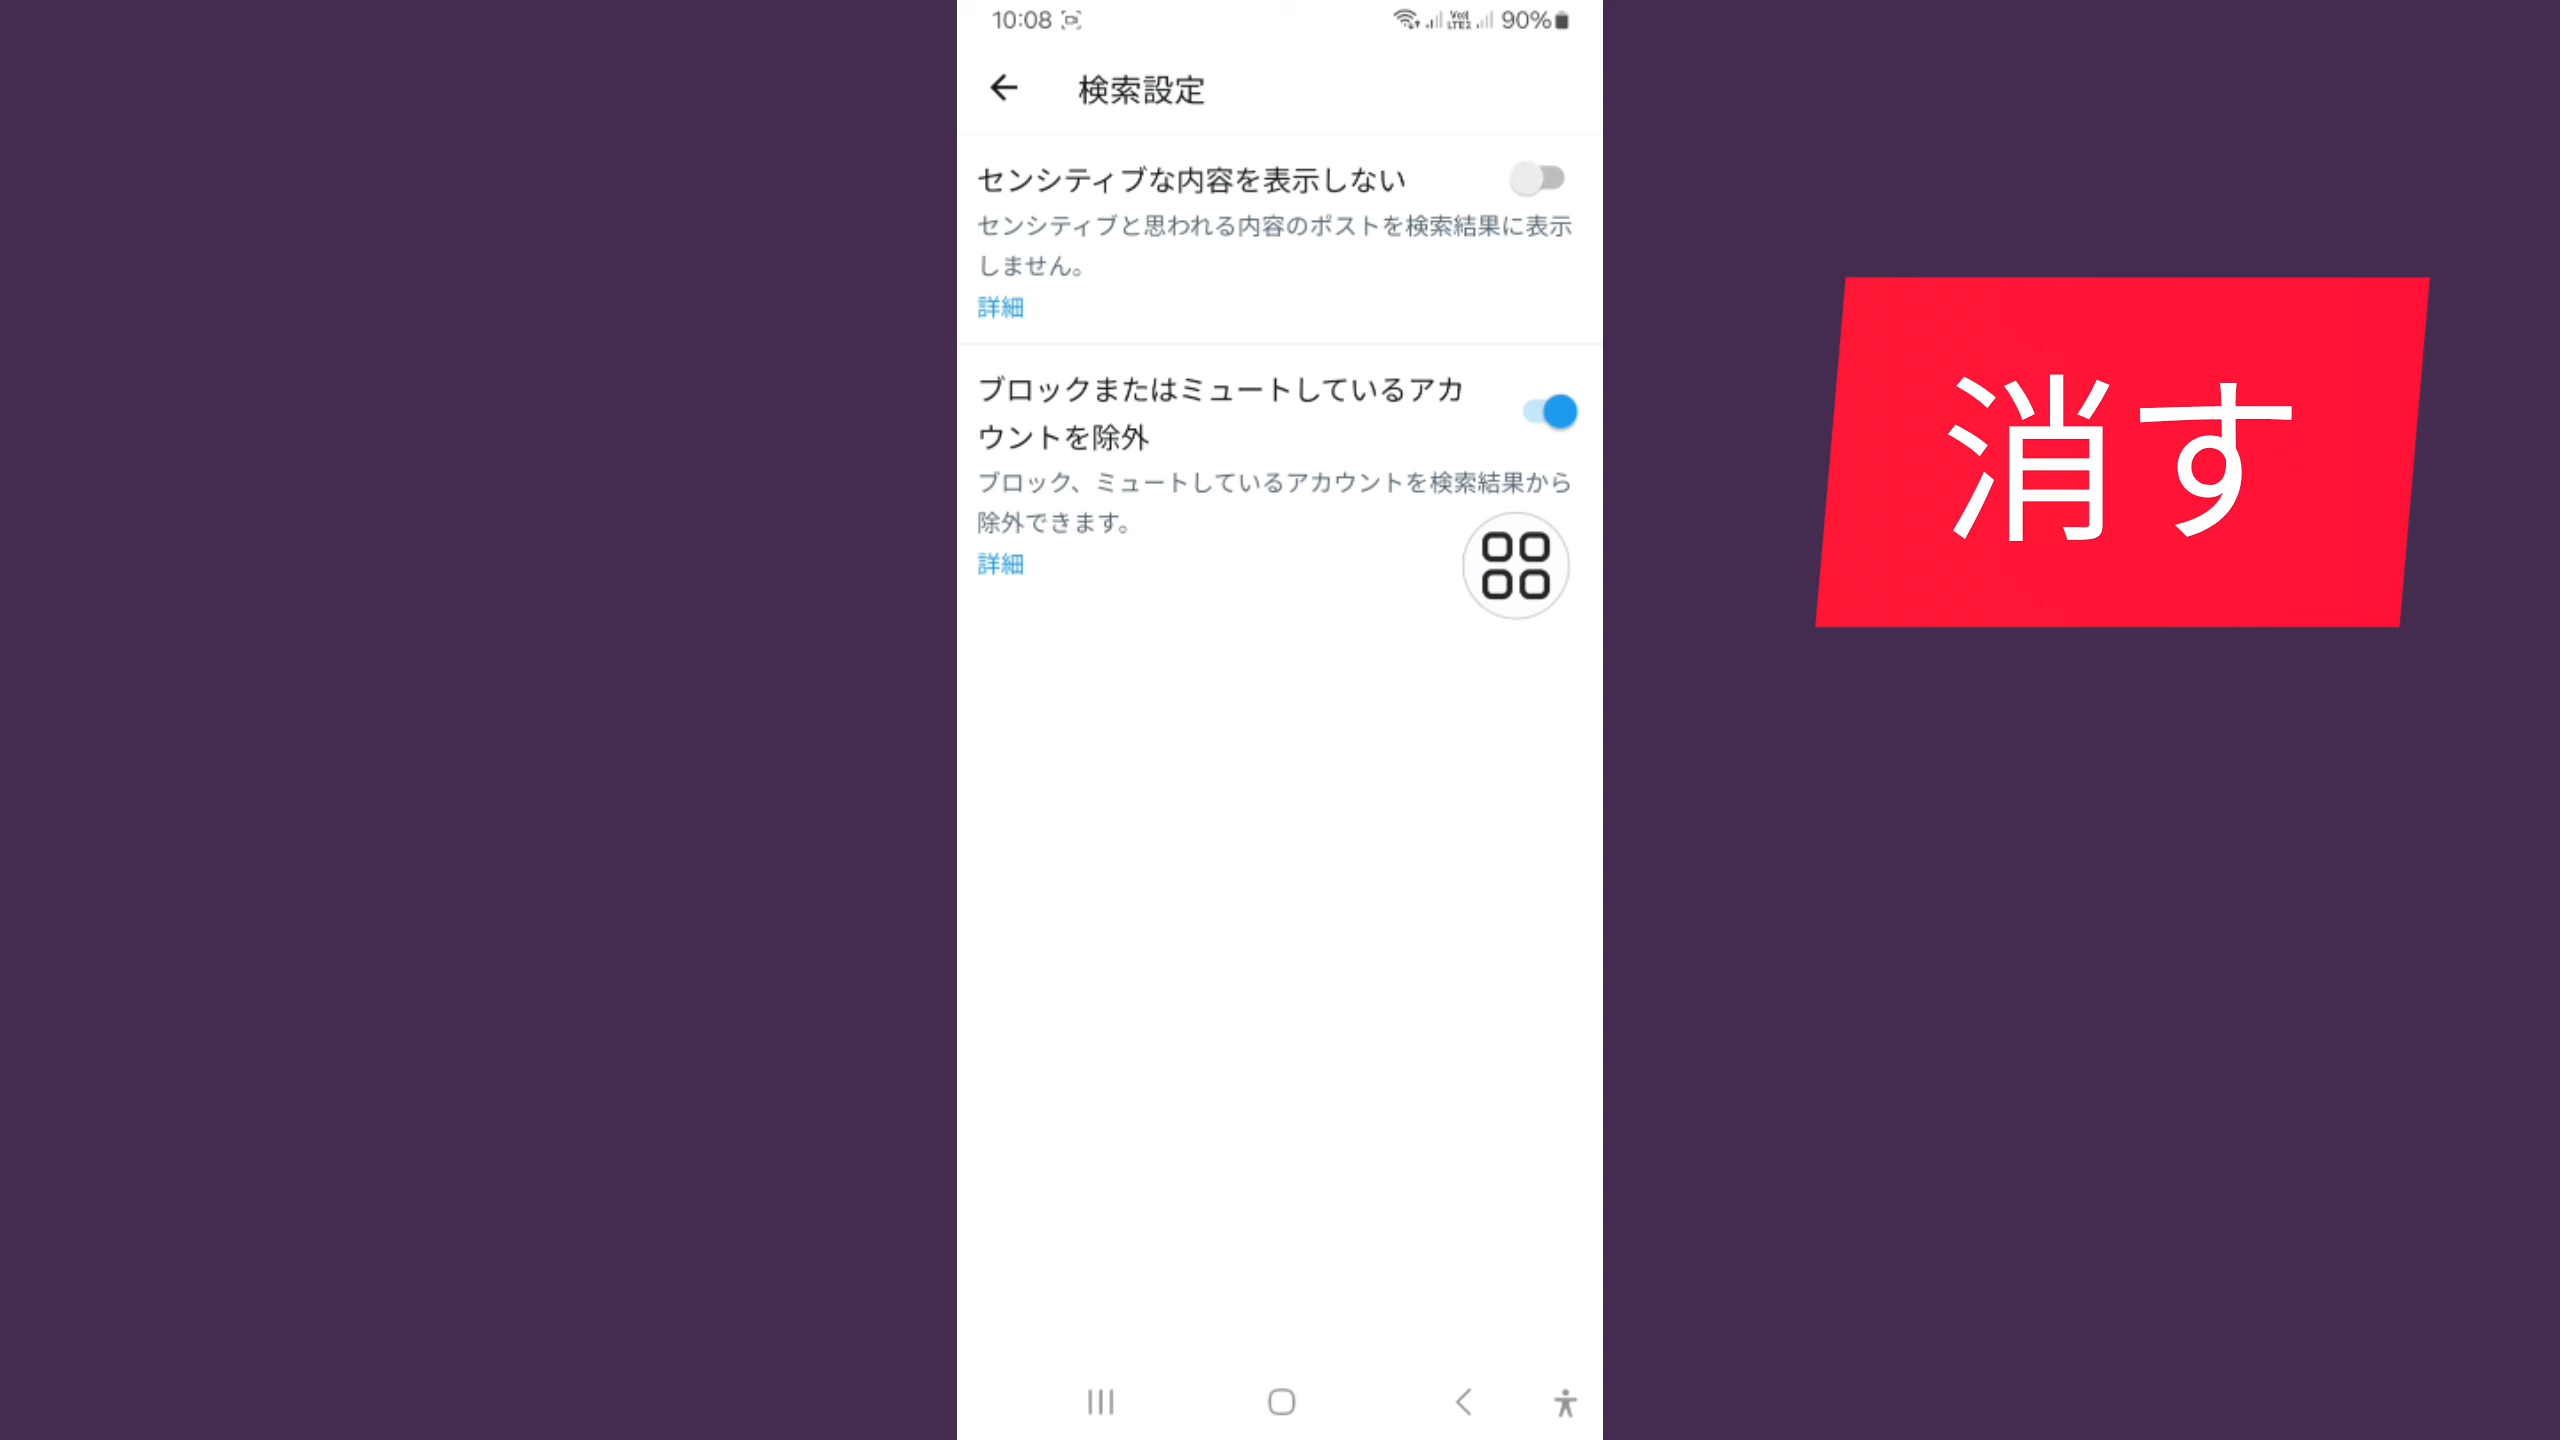 10:08
Vo)) LTE2 90%
検索設定
センシティブな内容を表示しない
センシティブと思われる内容のポストを検索結果に表示
しません。
詳細
ブロックまたはミュートしているアカ
ウントを除外
ブロック、ミュートしているアカウントを検索結果から
除外できます。
詳細
消す